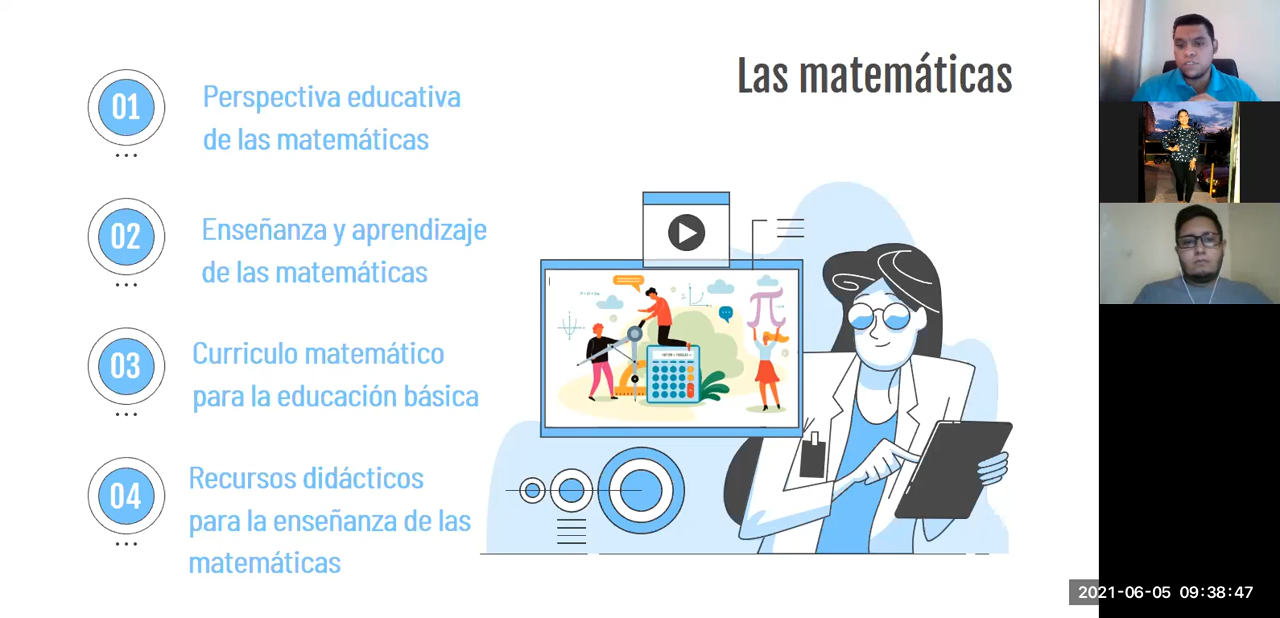 Las matemáticas
01
Perspectiva educativa
de las matemáticas
02
Enseñanza y aprendizaje
de las matemáticas
03
Curriculo matemático
para la educación básica
04
Recursos didácticos
para la enseñanza de las
matemáticas
π
2021-06-05 09:38:47